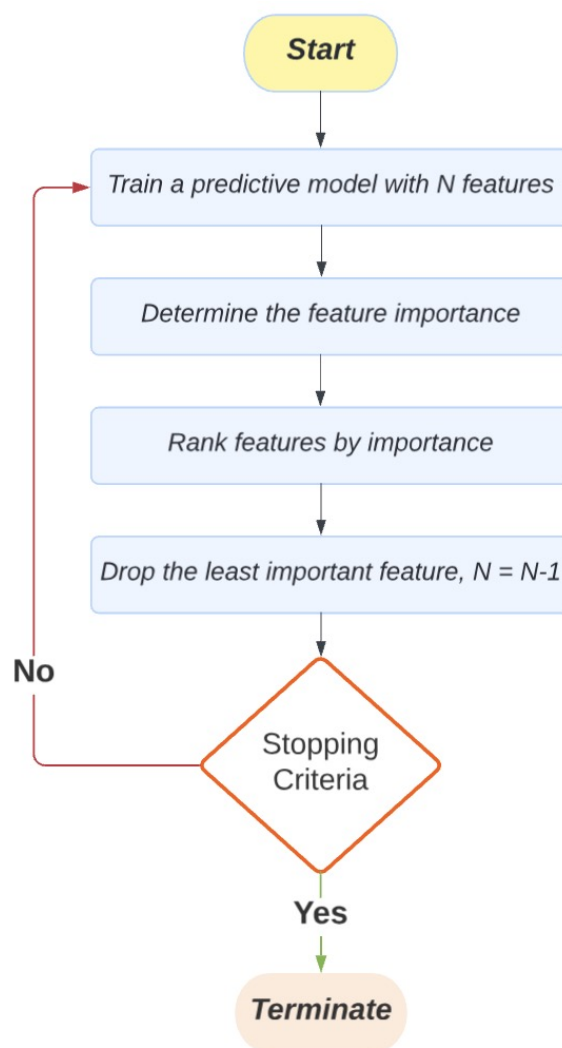 Start
Train a predictive model with N features
Determine the feature importance
Rank features by importance
Drop the least important feature, N = N-1
No
Stopping
Criteria
Yes
Terminate